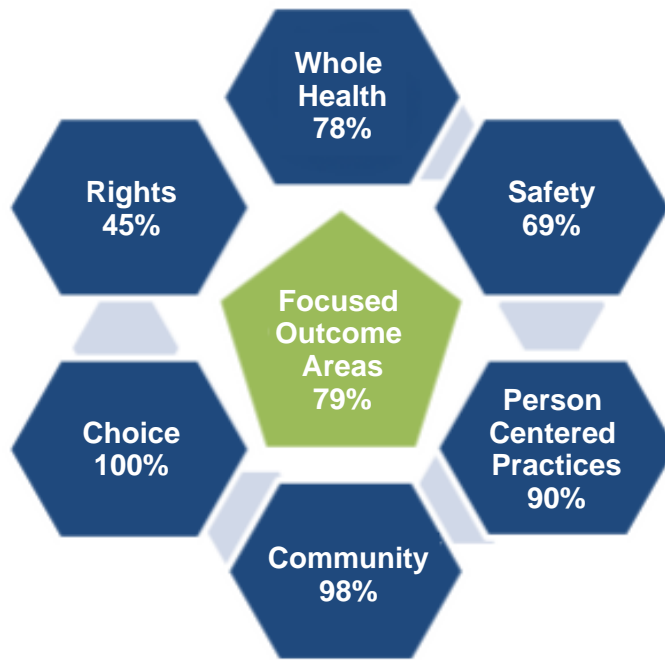 Whole
Health
78%
Rights
45%
Safety
69%
Focused
Outcome
Areas
79%
Choice
100%
Person
Centered
Practices
90%
Community
98%